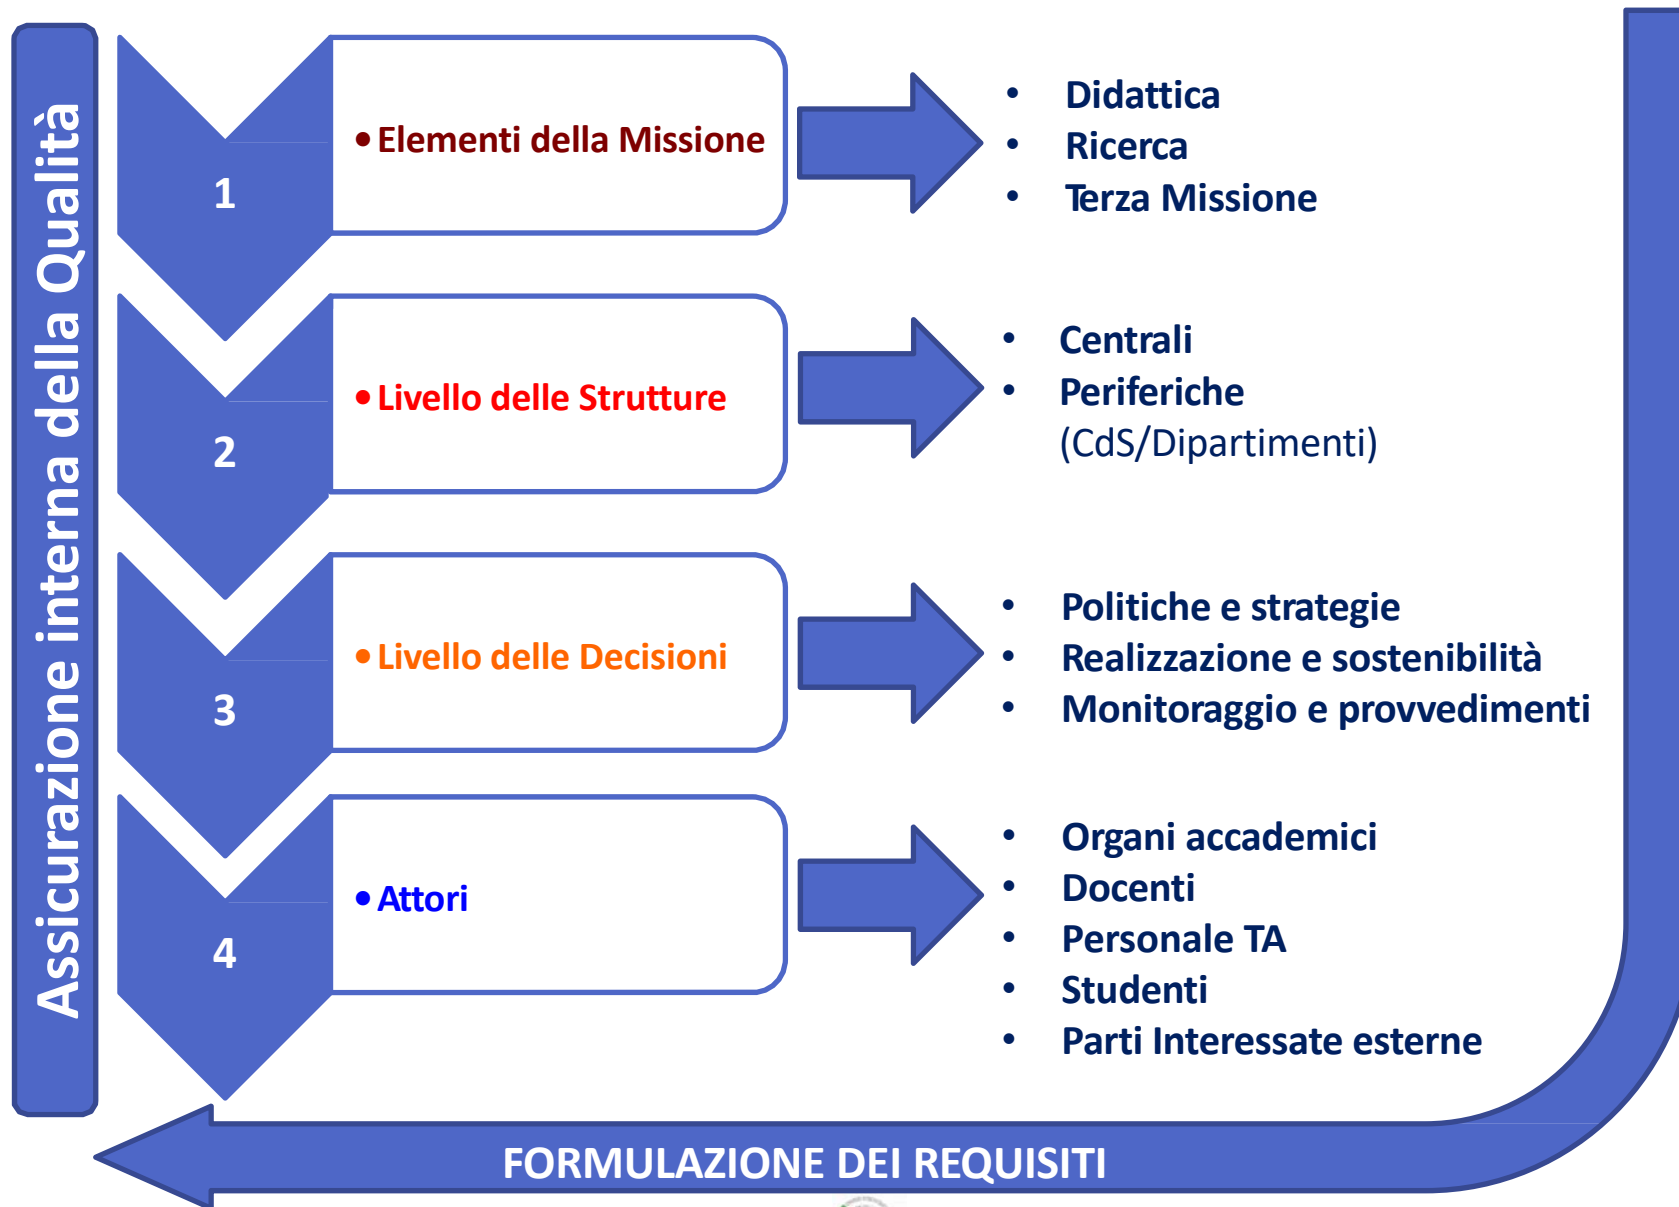 Assicurazione interna della Qualità
1
• Elementi della Missione
• Didattica
• Ricerca
• Terza Missione
2
• Livello delle Strutture
• Centrali
• Periferiche
(CdS/Dipartimenti)
3
• Livello delle Decisioni
• Politiche e strategie
• Realizzazione e sostenibilità
• Monitoraggio e provvedimenti
4
• Attori
• Organi accademici
• Docenti
• Personale TA
• Studenti
• Parti Interessate esterne
FORMULAZIONE DEI REQUISITI